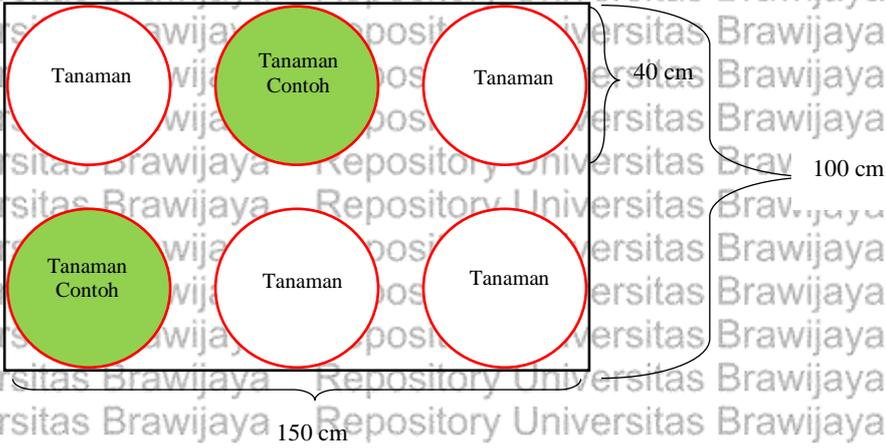 Tanaman
Tanaman
Contoh
Tanaman
40 cm
100 cm
Tanaman
Contoh
Tanaman
Tanaman
150 cm
Repository Universitas Brawijaya